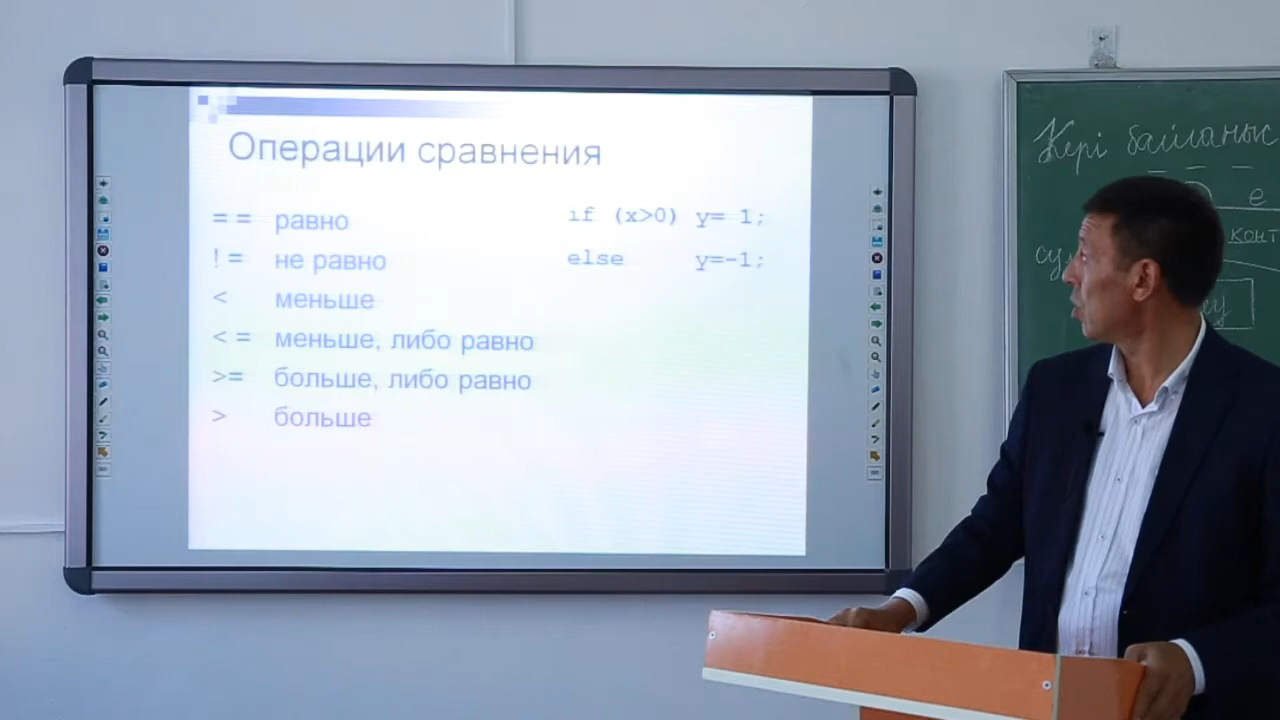 Операции сравнения
= = равно
! = не равно
< меньше
< = меньше, либо равно
>= больше, либо равно
> больше
if (x>0) y= 1;
else y=-1;
Кері байланыс
е